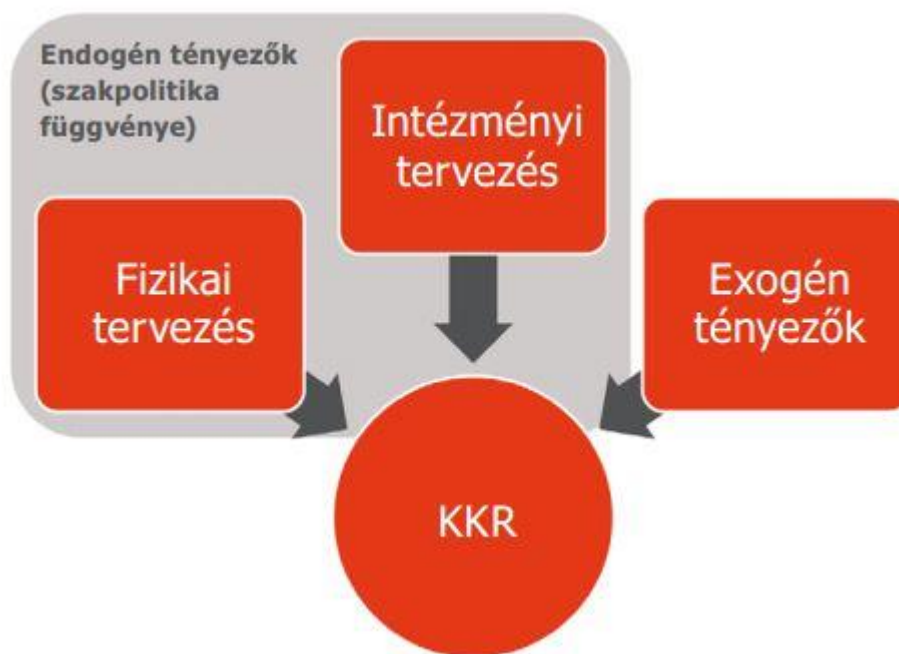 Endogén tényezők
(szakpolitika
függvénye)
Intézményi
tervezés
Fizikai
tervezés
Exogén
tényezők
KKR